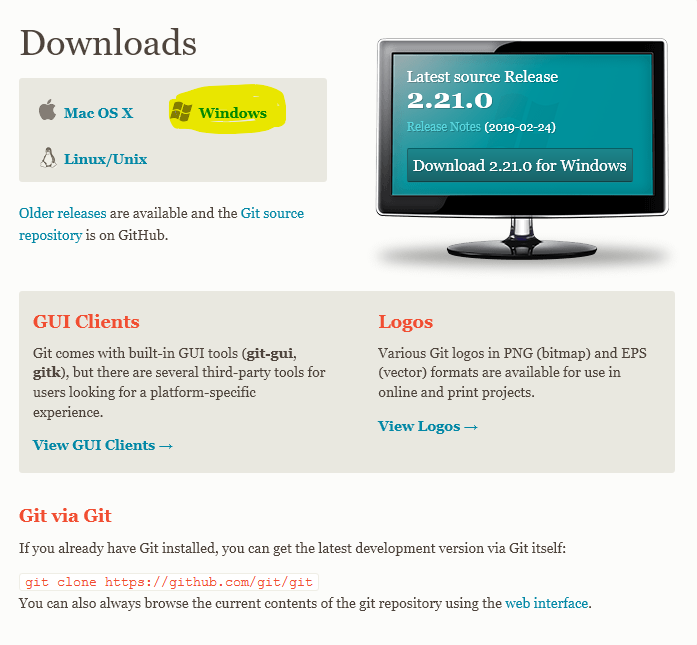 Downloads
Mac OS X
Windows
Linux/Unix
Older releases are available and the Git source
repository is on GitHub.
Latest source Release
2.21.0
Release Notes (2019-02-24)
Download 2.21.0 for Windows
GUI Clients
Git comes with built-in GUI tools (git-gui,
gitk), but there are several third-party tools for
users looking for a platform-specific
experience.
View GUI Clients →
Logos
Various Git logos in PNG (bitmap) and EPS
(vector) formats are available for use in
online and print projects.
View Logos →
Git via Git
If you already have Git installed, you can get the latest development version via Git itself:
git clone https://github.com/git/git
You can also always browse the current contents of the git repository using the web interface.